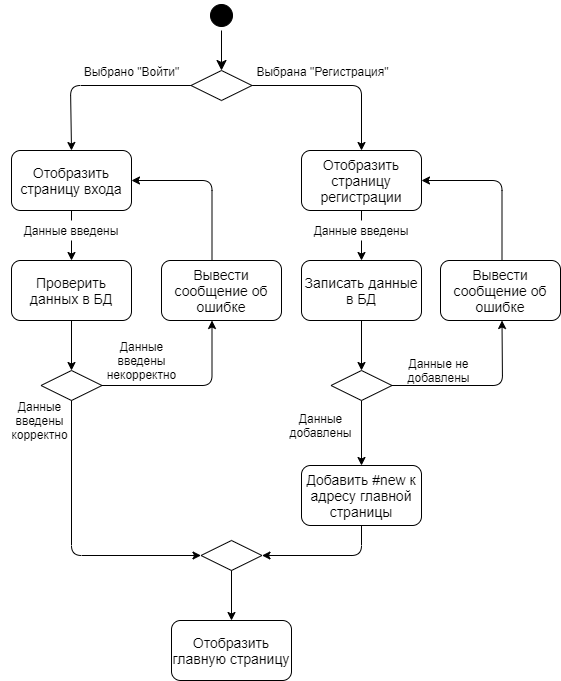 Выбрано "Войти"
Выбрана "Регистрация"
Отобразить
страницу входа
Отобразить
страницу
регистрации
Данные введены
Данные введены
Проверить
данных в БД
Вывести
сообщение об
ошибке
Записать данные
в БД
Вывести
сообщение об
ошибке
Данные
введены
некорректно
Данные не
добавлены
Данные
введены
корректно
Данные
добавлены
Добавить #new к
адресу главной
страницы
Отобразить
главную страницу